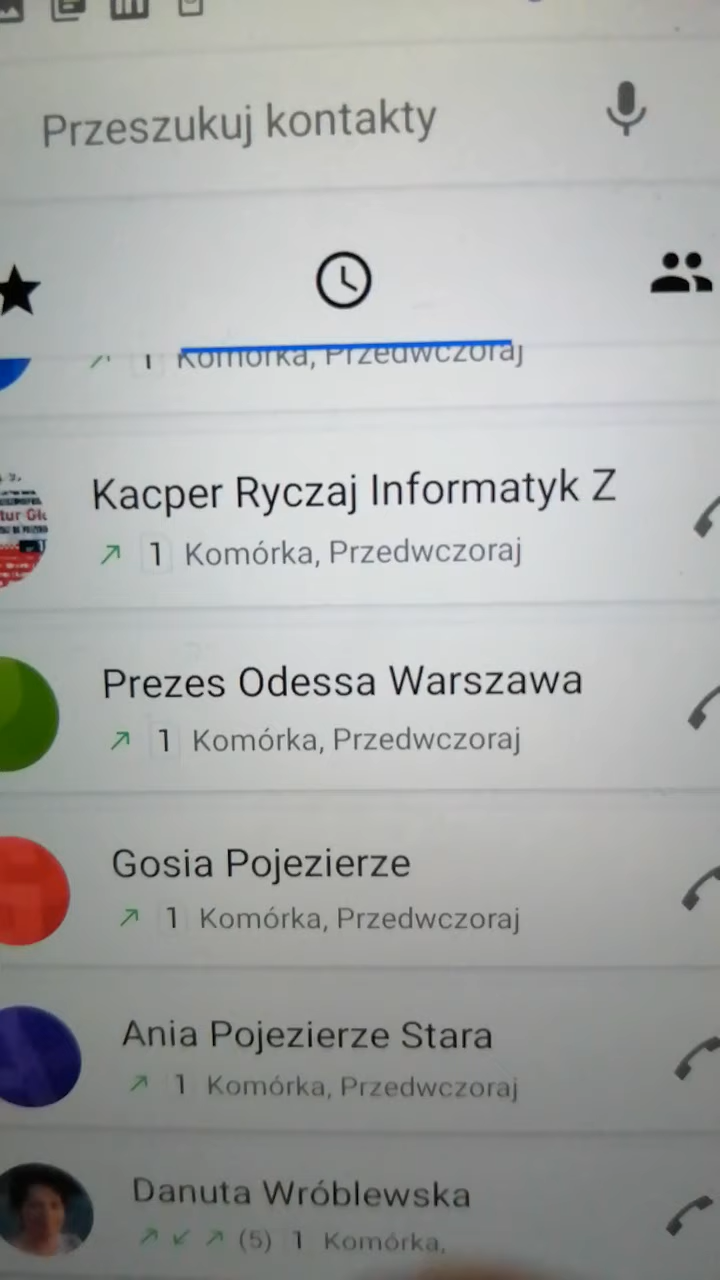 Przeszukuj kontakty
1 Komórka, Przedwczoraj
Kacper Ryczaj Informatyk Z
1 Komórka, Przedwczoraj
Prezes Odessa Warszawa
1 Komórka, Przedwczoraj
Gosia Pojezierze
1 Komórka, Przedwczoraj
Ania Pojezierze Stara
1 Komórka, Przedwczoraj
Danuta Wróblewska
(5) 1 Komórka,